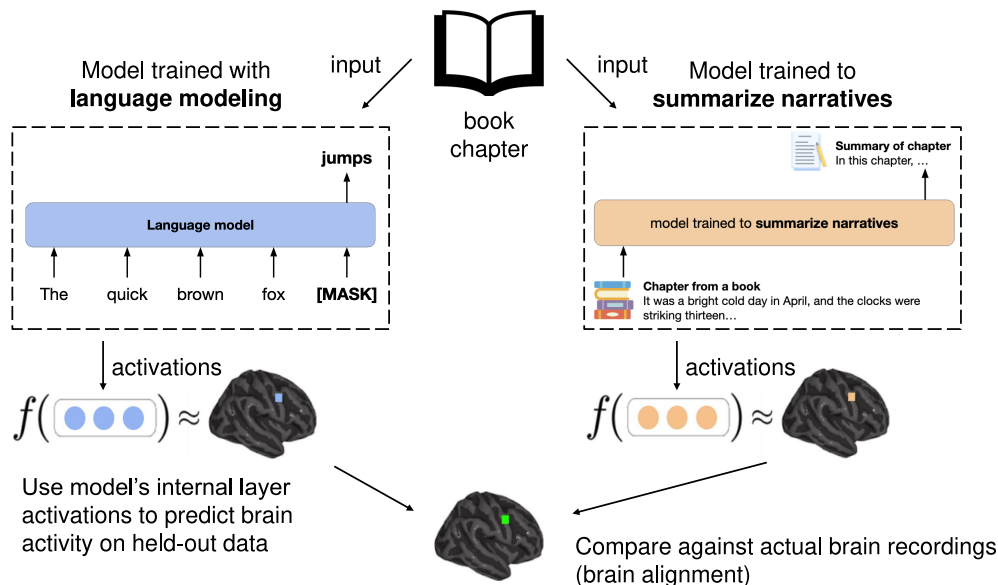 Model trained with
language modeling
input
book
chapter
input
Model trained to
summarize narratives
jumps
Language model
The quick brown fox [MASK]
Summary of chapter
In this chapter, …
model trained to summarize narratives
Chapter from a book
It was a bright cold day in April, and the clocks were
striking thirteen…
activations
f( ) ≈
Use model's internal layer
activations to predict brain
activity on held-out data
activations
f( ) ≈
Compare against actual brain recordings
(brain alignment)